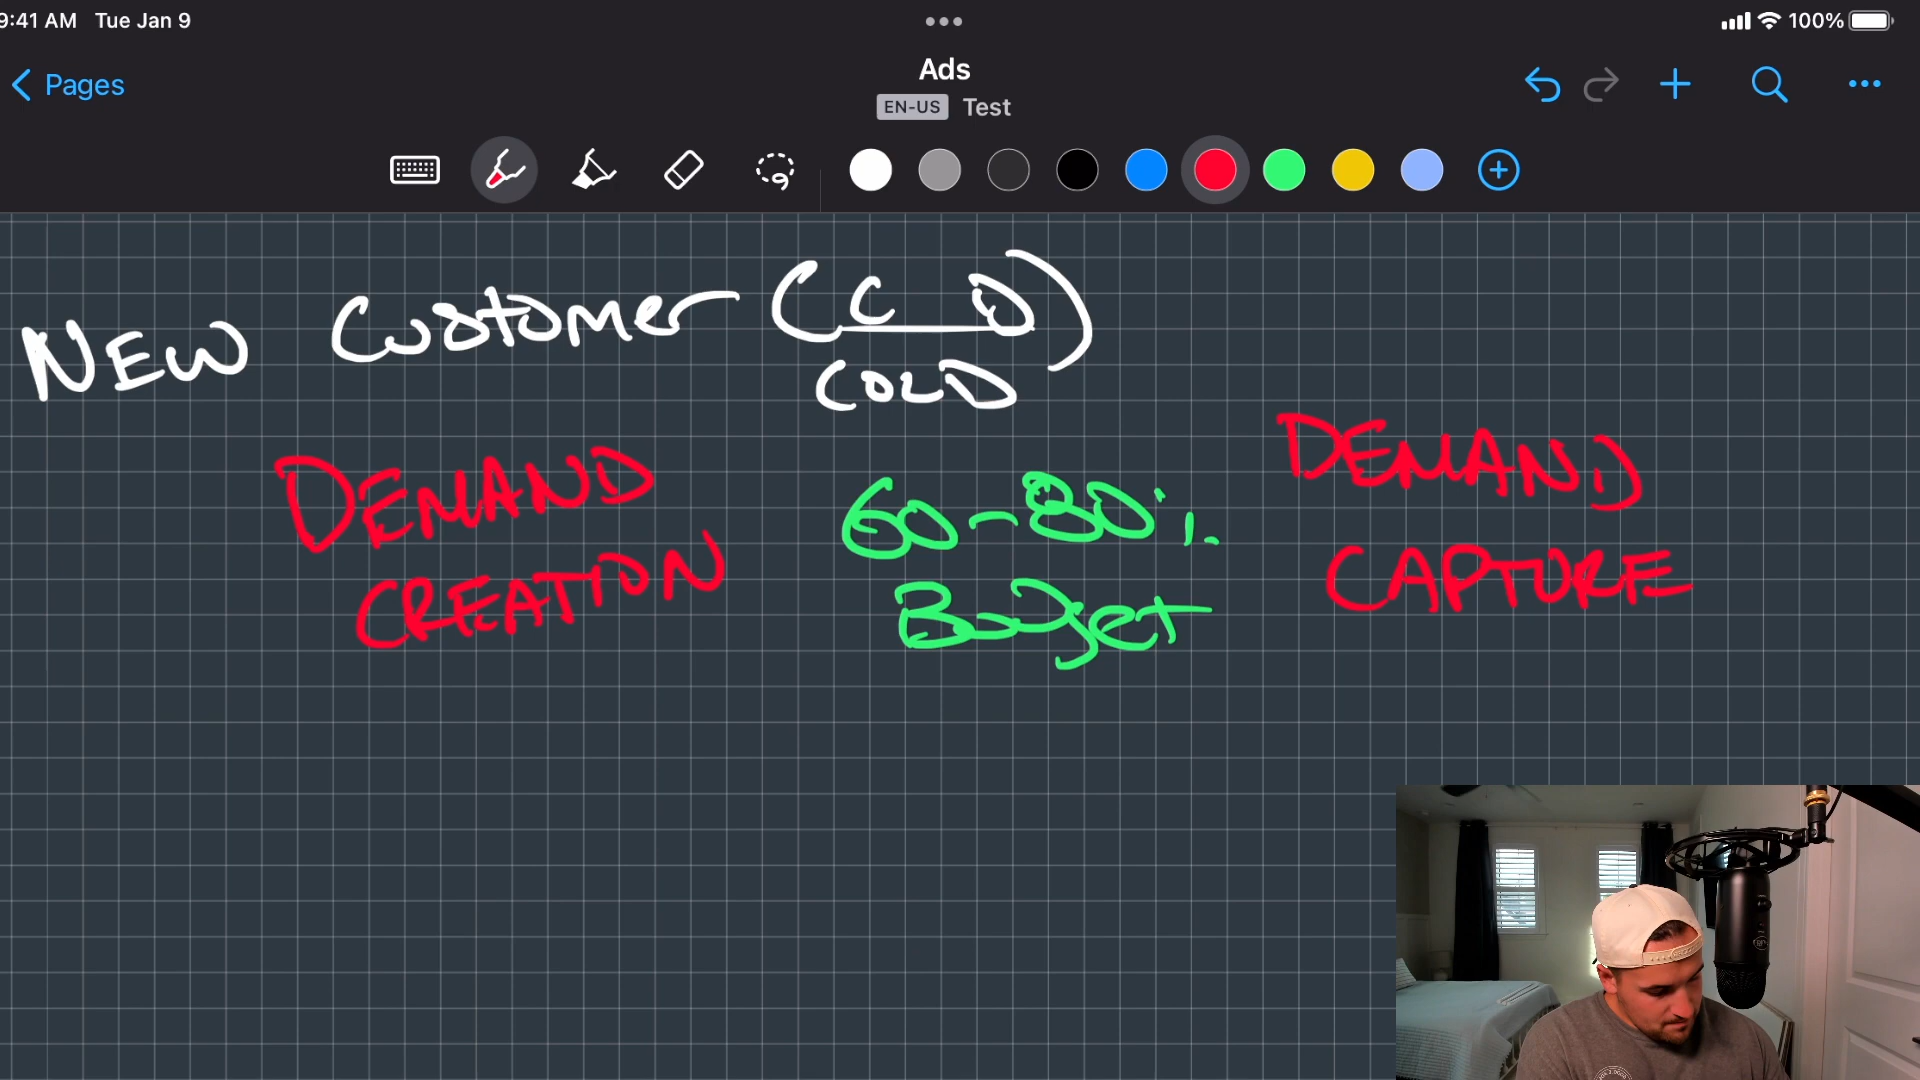 9:41 AM Tue Jan 9
100%
Pages
Ads
EN-US Test
NEW Customer (C D)
COLD
DEMAND
CREATION
60-80%
Budget
DEMAND
CAPTURE